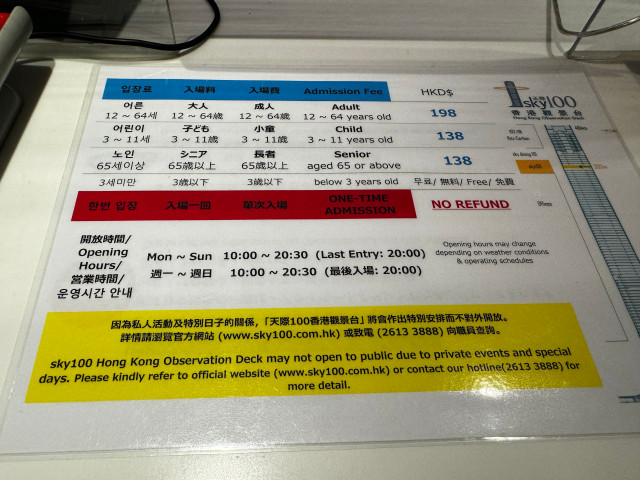 입장료 入場料 入場費 Admission Fee HKD$
어른 大人 成人 Adult
12 ~ 64세 12 ~ 64歳 12 ~ 64歲 12 ~ 64 years old 198
어린이 子ども 小童 Child
3 ~ 11세 3 ~ 11歳 3 ~ 11歲 3 ~ 11 years old 138
노인 シニア 長者 Senior
65세이상 65歳以上 65歲以上 aged 65 or above 138
3세미만 3歳以下 3歲以下 below 3 years old 무료/ 無料/ Free/ 免費
한번 입장 入場一回 單次入場 ONE-TIME ADMISSION NO REFUND
天際
sky100
香港觀景台
Hong Kong Observation Deck
開放時間/
Opening
Hours/
営業時間/
운영시간 안내
Mon ~ Sun 10:00 ~ 20:30 (Last Entry: 20:00)
週一 ~ 週日 10:00 ~ 20:30 (最後入場: 20:00)
Opening hours may change
depending on weather conditions
& operating schedules
因為私人活動及特別日子的關係，「天際100香港觀景台」將會作出特別安排而不對外開放。
詳情請瀏覽官方網站 (www.sky100.com.hk) 或致電 (2613 3888) 向職員查詢。
sky100 Hong Kong Observation Deck may not open to public due to private events and special
days. Please kindly refer to official website (www.sky100.com.hk) or contact our hotline(2613 3888) for
more detail.